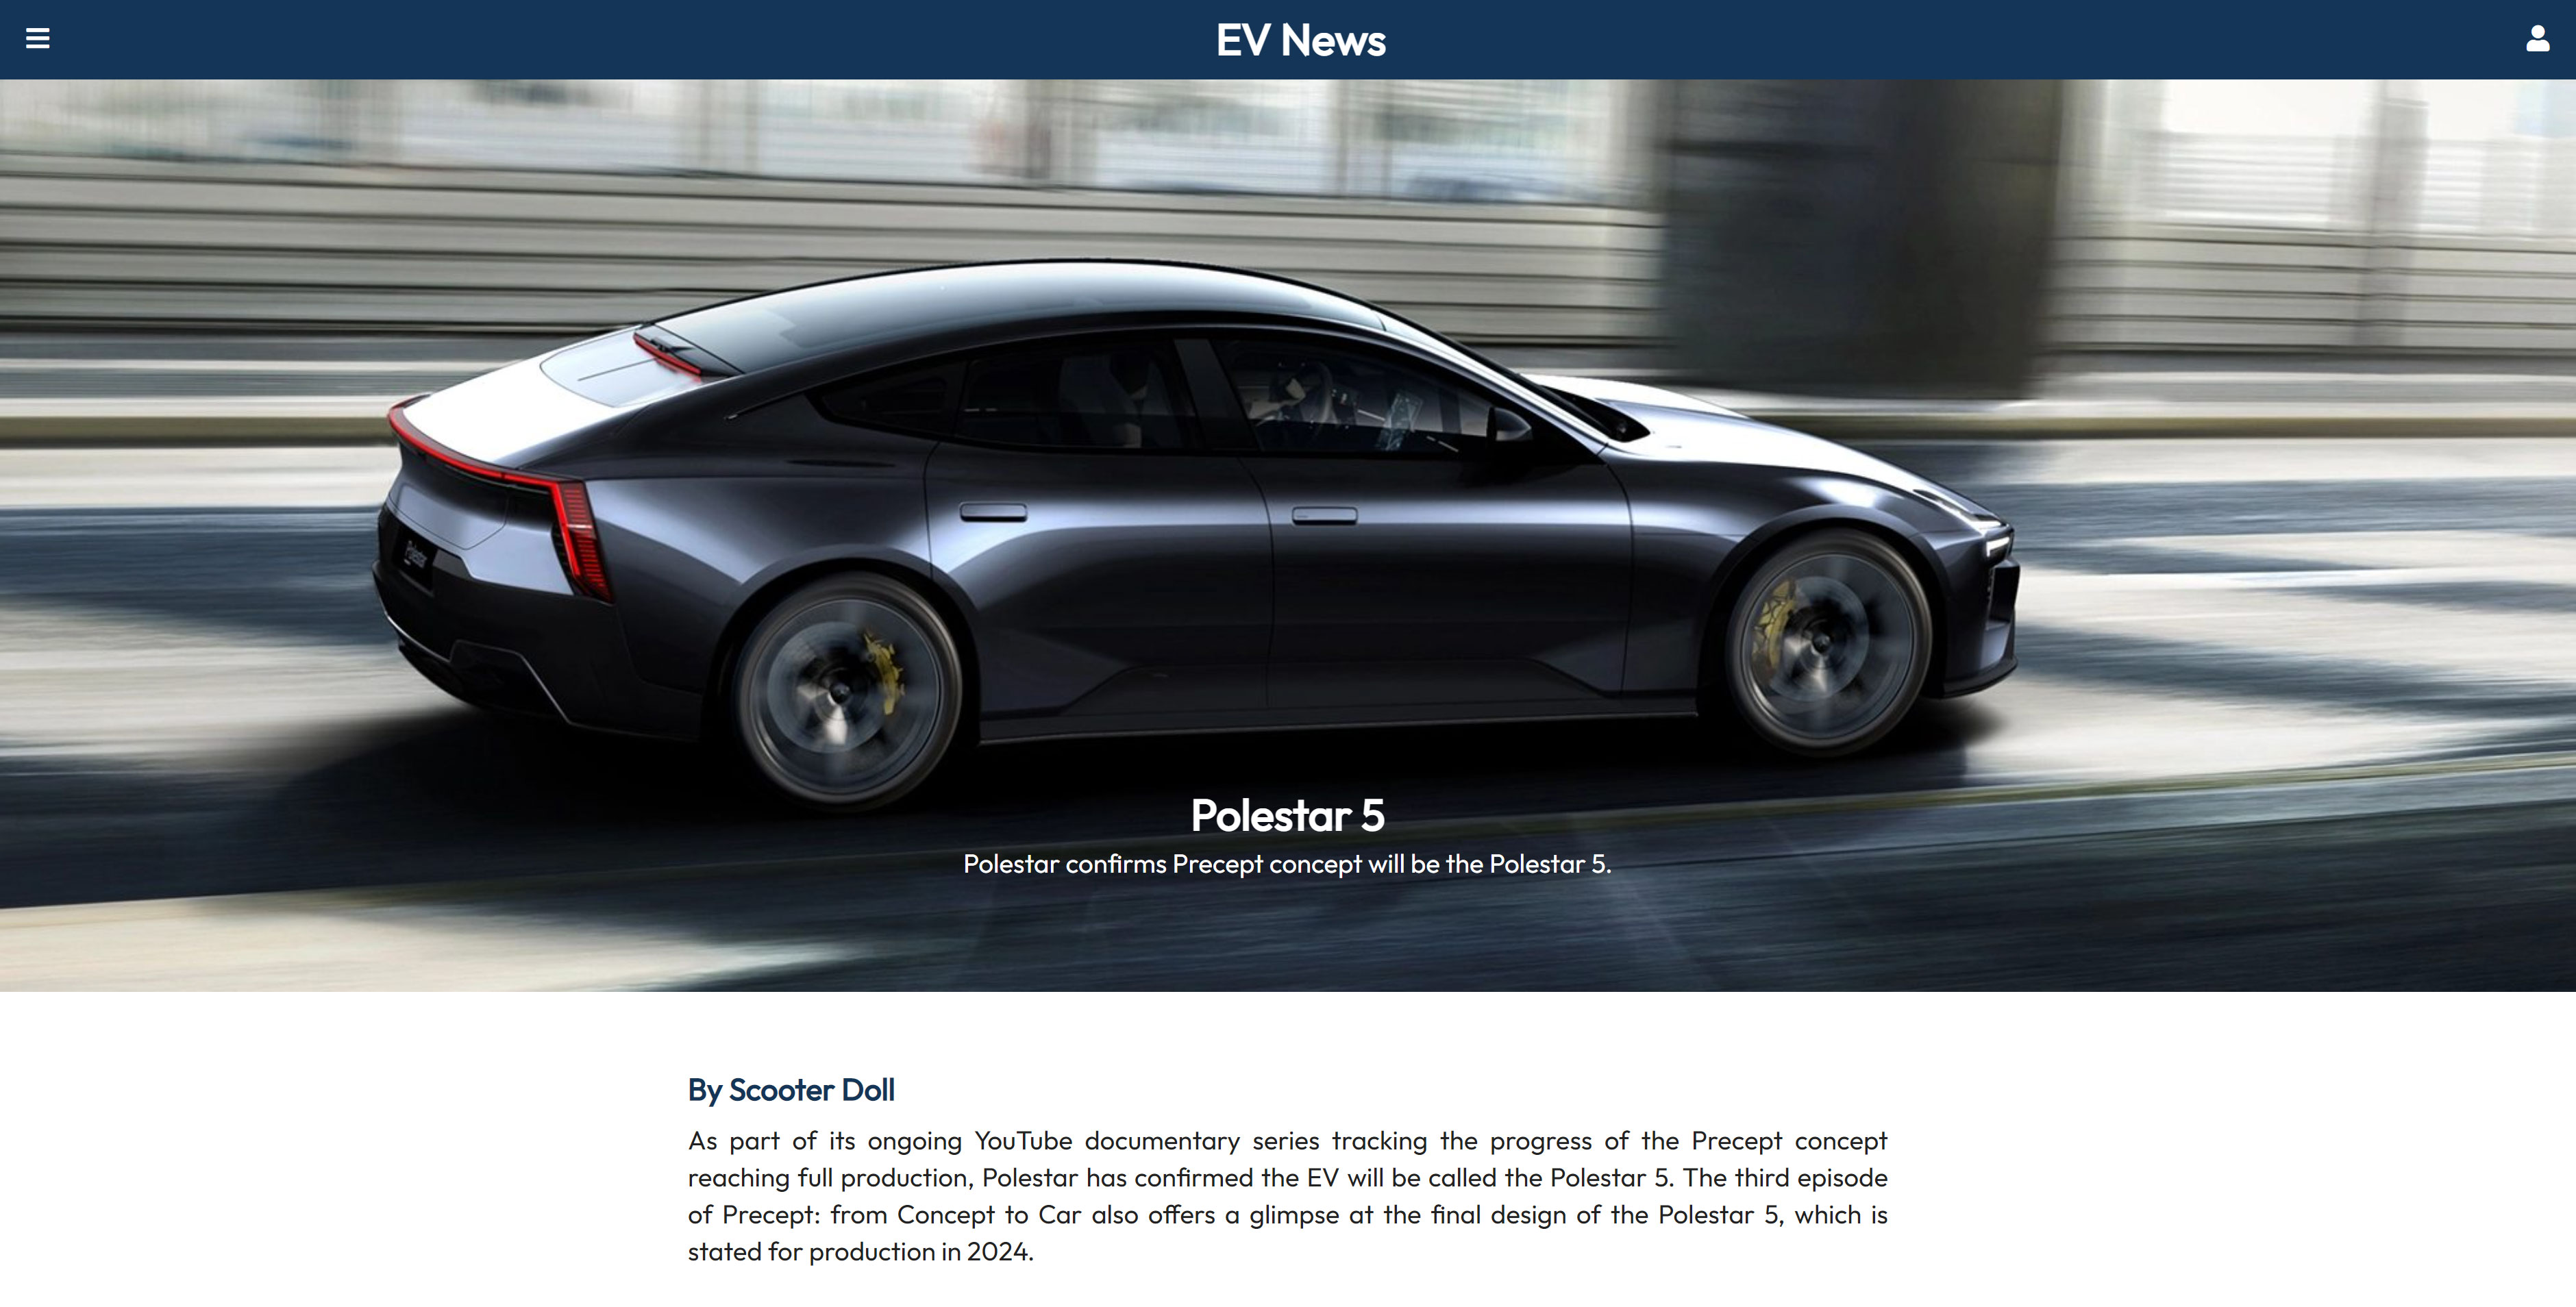 EV News
Polestar
Polestar 5
Polestar confirms Precept concept will be the Polestar 5.
By Scooter Doll
As part of its ongoing YouTube documentary series tracking the progress of the Precept concept
reaching full production, Polestar has confirmed the EV will be called the Polestar 5. The third episode
of Precept: from Concept to Car also offers a glimpse at the final design of the Polestar 5, which is
stated for production in 2024.